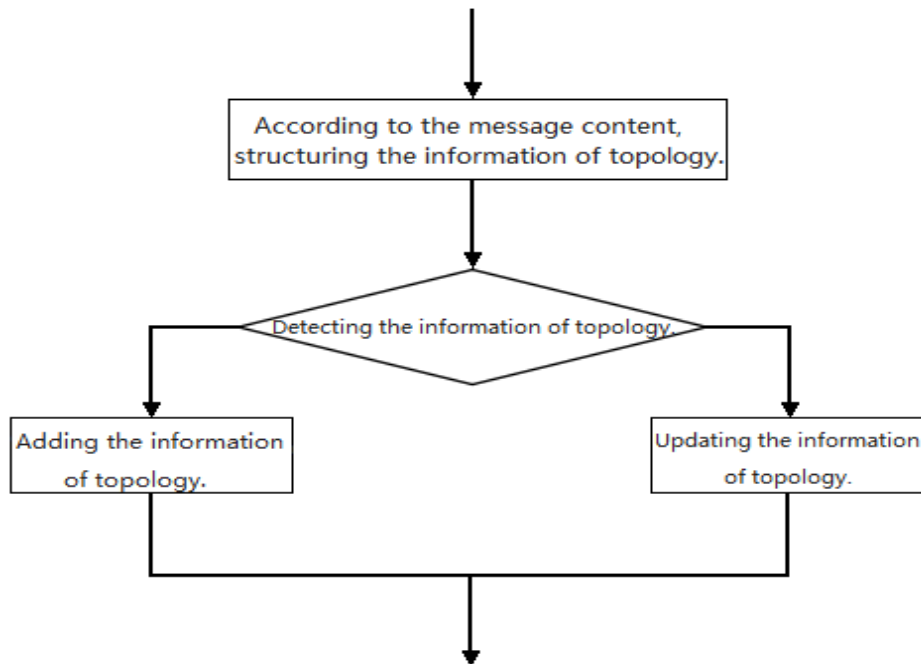 According to the message content,
structuring the information of topology.
Detecting the information of topology.
Adding the information
of topology.
Updating the information
of topology.